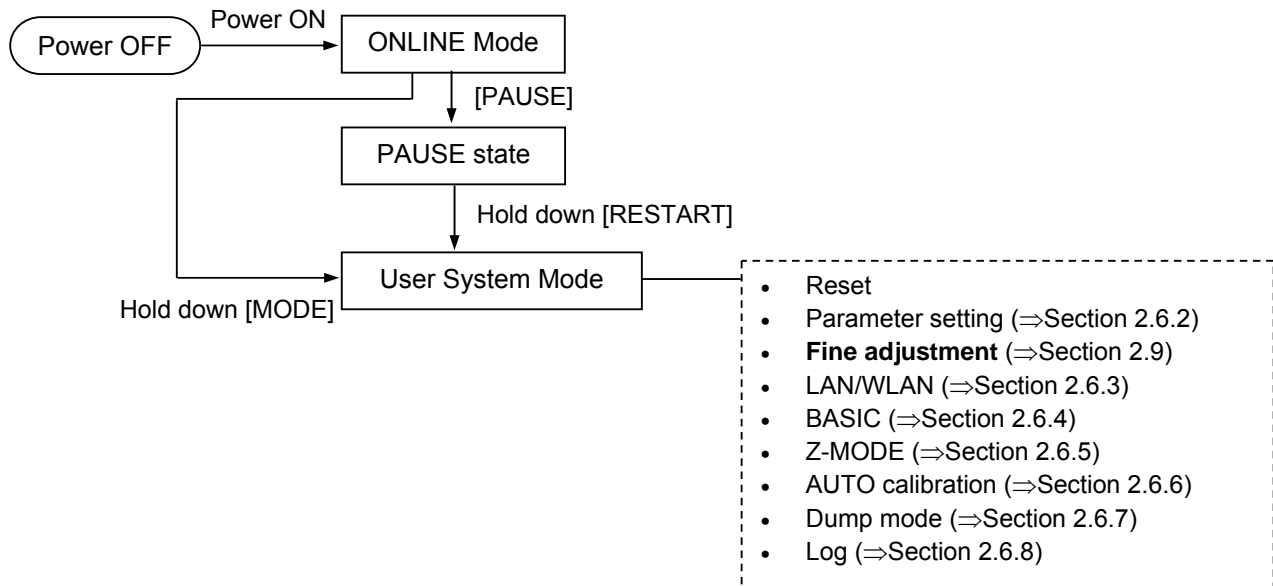 Power OFF
Power ON
ONLINE Mode
[PAUSE]
PAUSE state
Hold down [RESTART]
User System Mode
Hold down [MODE]
• Reset
• Parameter setting (⇒Section 2.6.2)
• Fine adjustment (⇒Section 2.9)
• LAN/WLAN (⇒Section 2.6.3)
• BASIC (⇒Section 2.6.4)
• Z-MODE (⇒Section 2.6.5)
• AUTO calibration (⇒Section 2.6.6)
• Dump mode (⇒Section 2.6.7)
• Log (⇒Section 2.6.8)